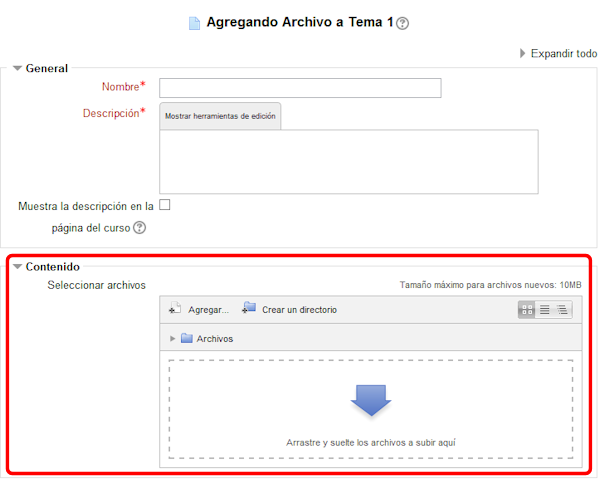 Agregando Archivo a Tema 1
Expandir todo
General
Nombre*
Descripción*
Mostrar herramientas de edición
Muestra la descripción en la
página del curso
Contenido
Seleccionar archivos
Tamaño máximo para archivos nuevos: 10MB
Agregar... Crear un directorio
Archivos
Arrastre y suelte los archivos a subir aquí